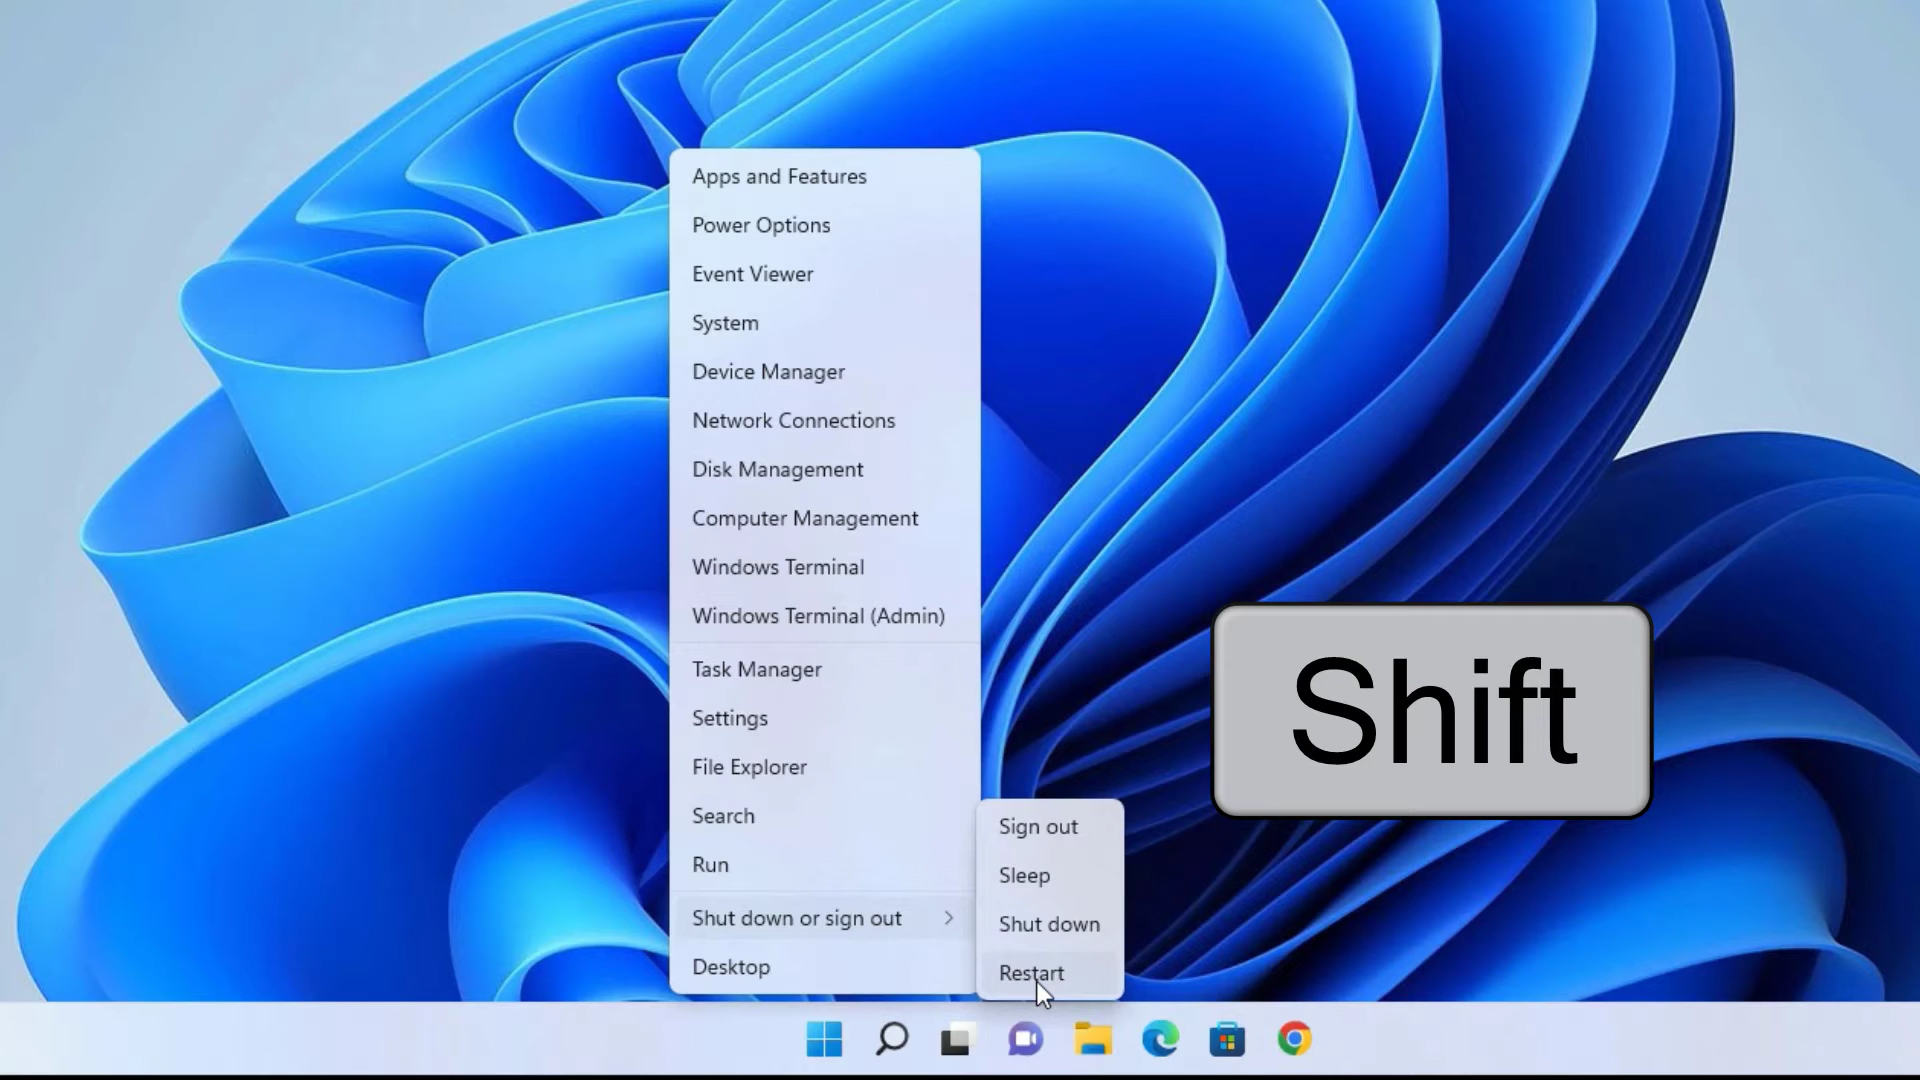 Apps and Features
Power Options
Event Viewer
System
Device Manager
Network Connections
Disk Management
Computer Management
Windows Terminal
Windows Terminal (Admin)
Task Manager
Settings
File Explorer
Search
Run
Shut down or sign out
Desktop
Sign out
Sleep
Shut down
Restart
Shift